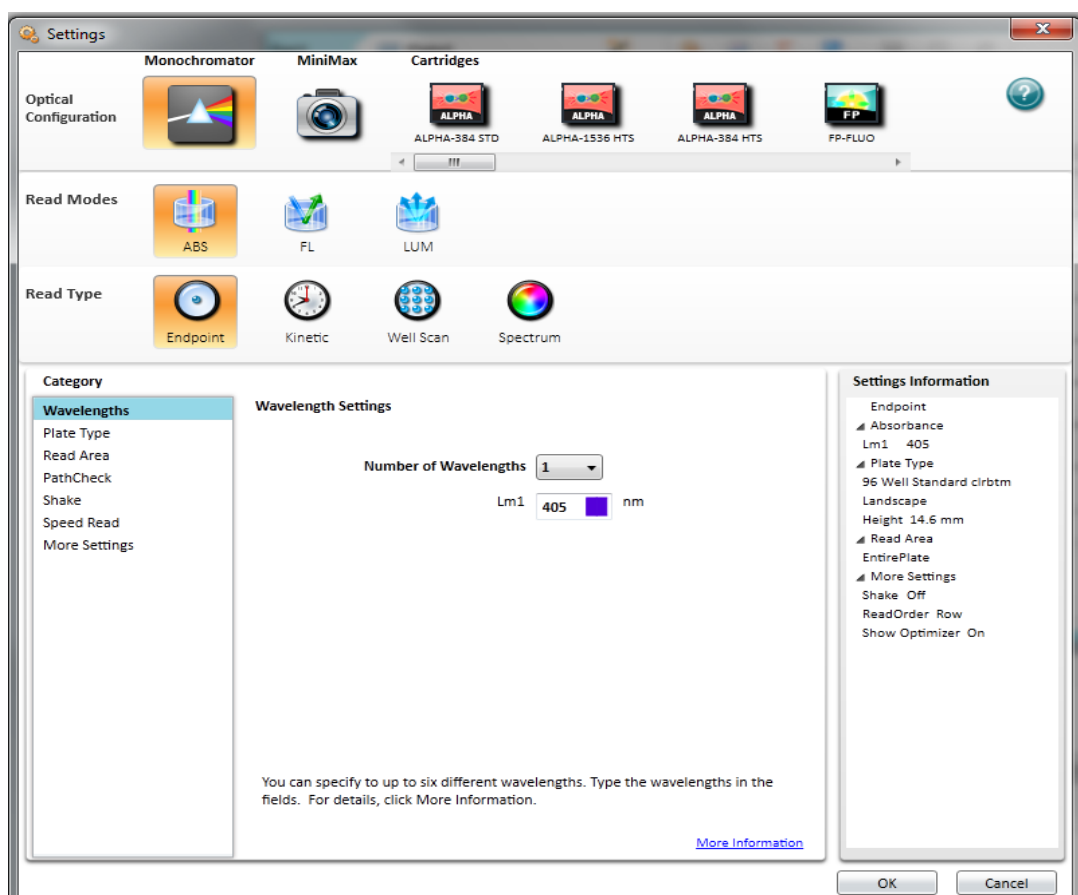 Settings
Monochromator MiniMax Cartridges
Optical
Configuration
ALPHA ALPHA ALPHA FP
ALPHA-384 STD ALPHA-1536 HTS ALPHA-384 HTS FP-FLUO
Read Modes
ABS FL LUM
Read Type
Endpoint Kinetic Well Scan Spectrum
Category
Wavelengths
Plate Type
Read Area
PathCheck
Shake
Speed Read
More Settings
Wavelength Settings
Number of Wavelengths 1
Lm1 405 nm
You can specify to up to six different wavelengths. Type the wavelengths in the
fields. For details, click More Information.
More Information
Settings Information
Endpoint
Absorbance
Lm1 405
Plate Type
96 Well Standard clrbtm
Landscape
Height 14.6 mm
Read Area
EntirePlate
More Settings
Shake Off
ReadOrder Row
Show Optimizer On
OK Cancel